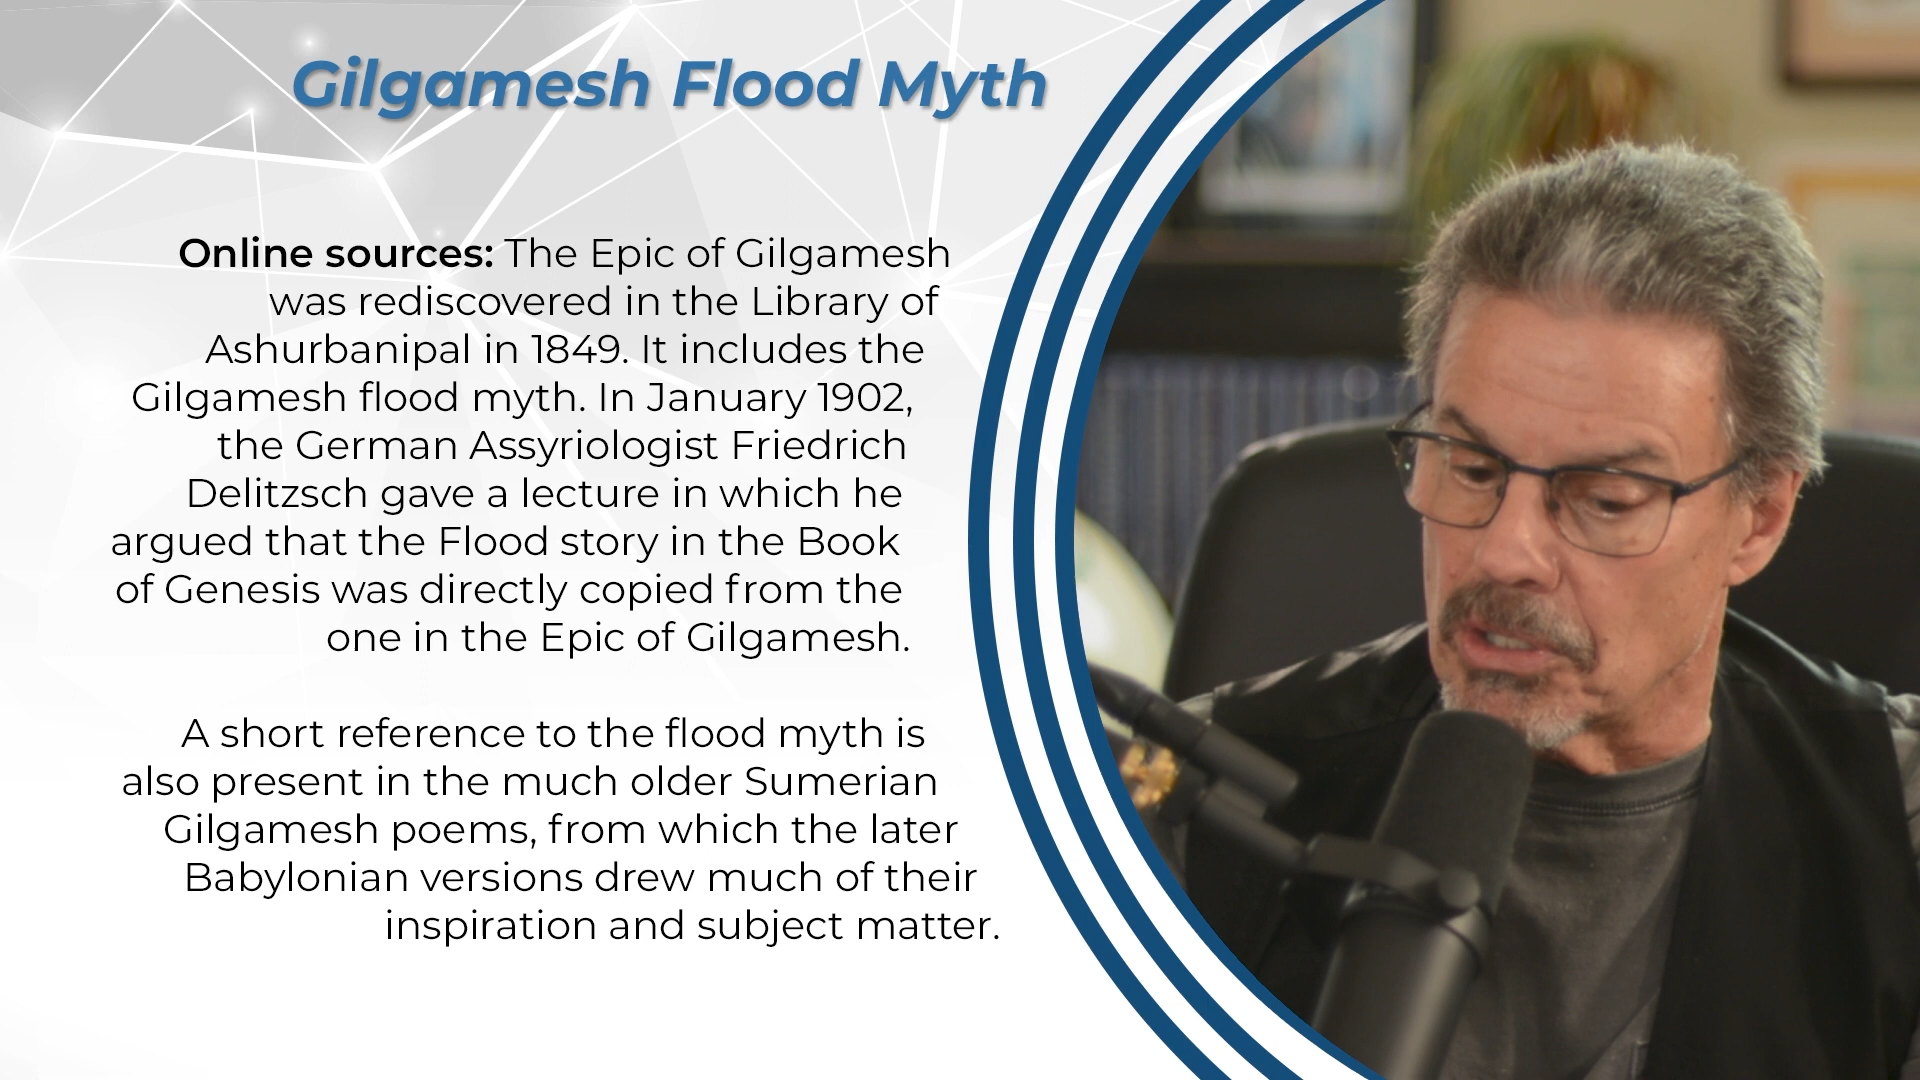 Gilgamesh Flood Myth
Online sources: The Epic of Gilgamesh
was rediscovered in the Library of
Ashurbanipal in 1849. It includes the
Gilgamesh flood myth. In January 1902,
the German Assyriologist Friedrich
Delitzsch gave a lecture in which he
argued that the Flood story in the Book
of Genesis was directly copied from the
one in the Epic of Gilgamesh.
A short reference to the flood myth is
also present in the much older Sumerian
Gilgamesh poems, from which the later
Babylonian versions drew much of their
inspiration and subject matter.